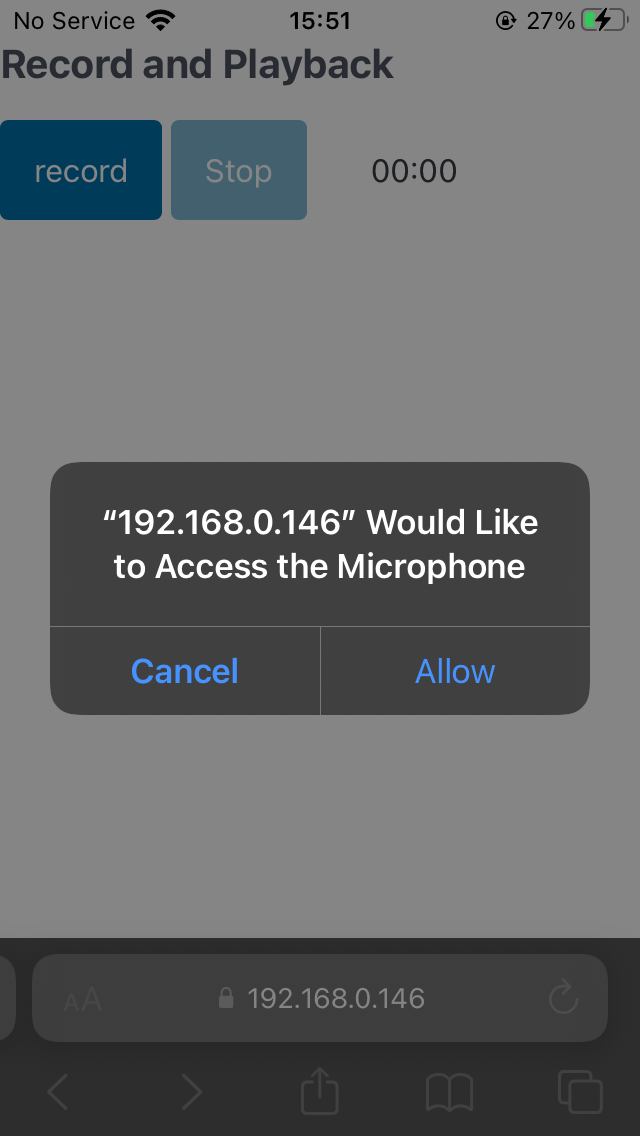 No Service 15:51 27%
Record and Playback
record Stop 00:00
“192.168.0.146” Would Like
to Access the Microphone
Cancel Allow
AA 192.168.0.146